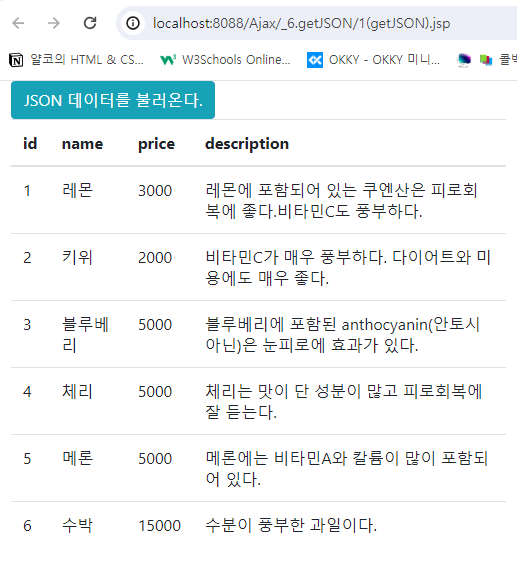 localhost:8088/Ajax/_6.getJSON/1(getJSON).jsp
얄코의 HTML & CS... W3Schools Online... OKKY - OKKY 미니... 콜빅
JSON 데이터를 불러온다.
id name price description
1 레몬 3000 레몬에 포함되어 있는 쿠엔산은 피로회
복에 좋다.비타민C도 풍부하다.
2 키위 2000 비타민C가 매우 풍부하다. 다이어트와 미
용에도 매우 좋다.
3 블루베 5000 블루베리에 포함된 anthocyanin(안토시
리 아닌)은 눈피로에 효과가 있다.
4 체리 5000 체리는 맛이 단 성분이 많고 피로회복에
잘 듣는다.
5 메론 5000 메론에는 비타민A와 칼륨이 많이 포함되
어 있다.
6 수박 15000 수분이 풍부한 과일이다.